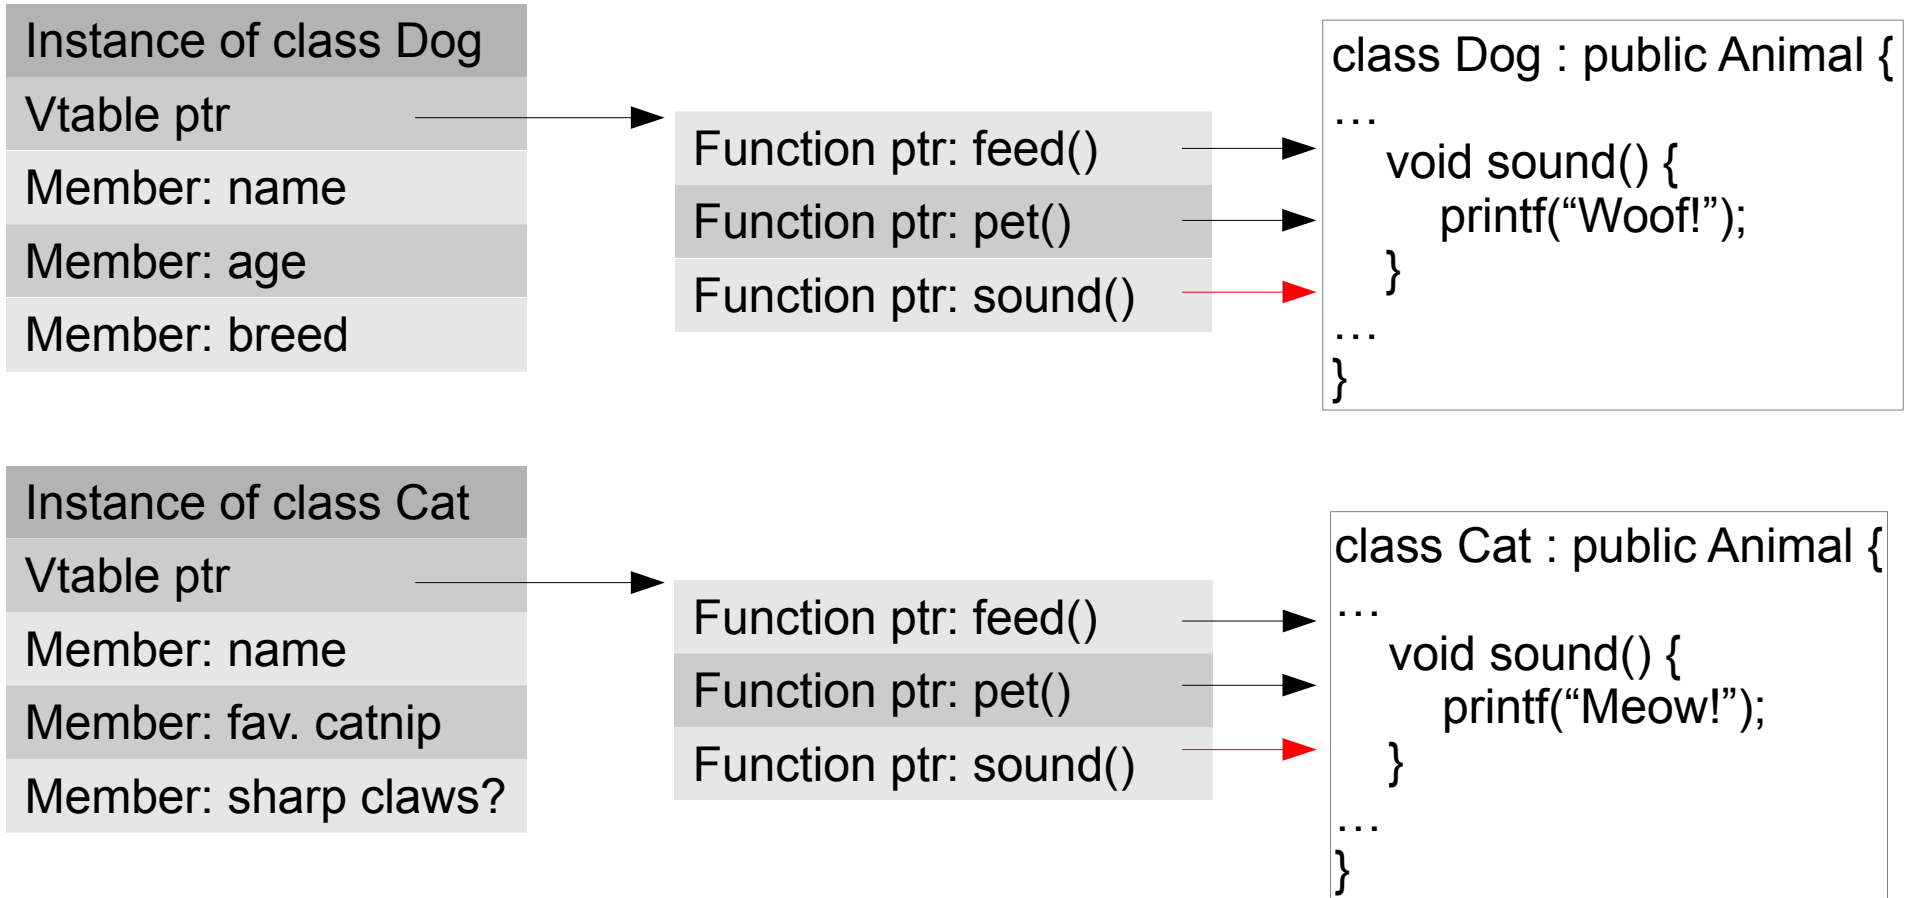 Instance of class Dog
Vtable ptr
Member: name
Member: age
Member: breed
Function ptr: feed()
Function ptr: pet()
Function ptr: sound()
class Dog : public Animal {
…
void sound() {
printf(“Woof!”);
}
…
}
Instance of class Cat
Vtable ptr
Member: name
Member: fav. catnip
Member: sharp claws?
Function ptr: feed()
Function ptr: pet()
Function ptr: sound()
class Cat : public Animal {
…
void sound() {
printf(“Meow!”);
}
…
}